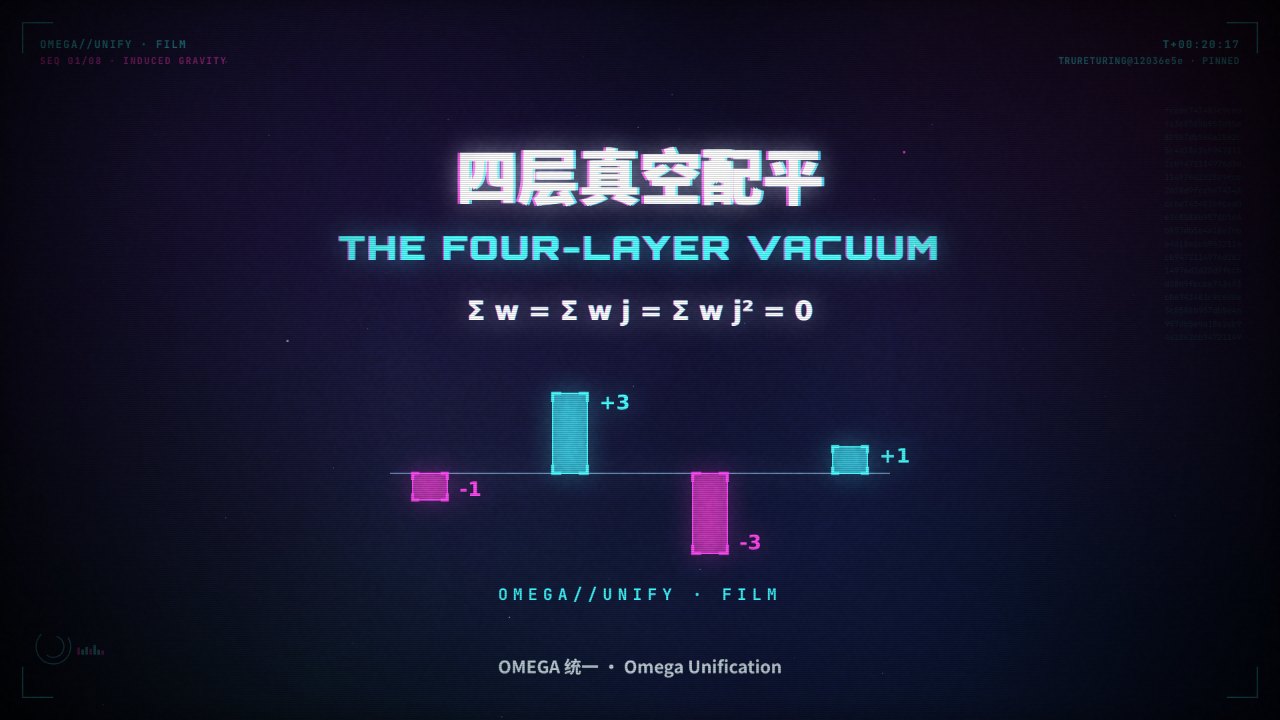 OMEGA//UNIFY · FILM
SEQ 01/08 · INDUCED GRAVITY
T+00:20:17
TRURETURING@12036e5e · PINNED
四层真空配平
THE FOUR-LAYER VACUUM
Σ w = Σ w j = Σ w j² = 0
+3
+1
-1
-3
OMEGA//UNIFY · FILM
OMEGA 统一 · Omega Unification